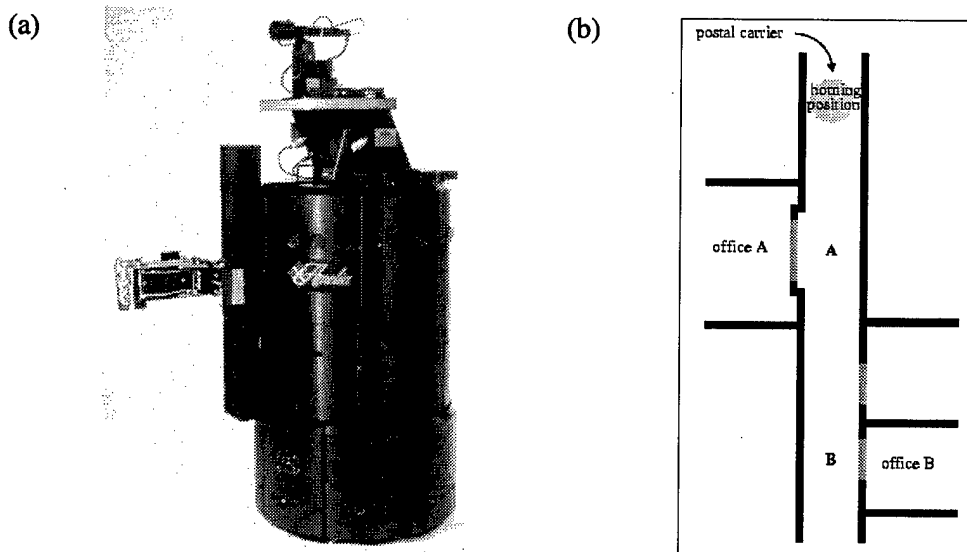 (a)
(b)
postal carrier
homing
position
office A
A
B
office B